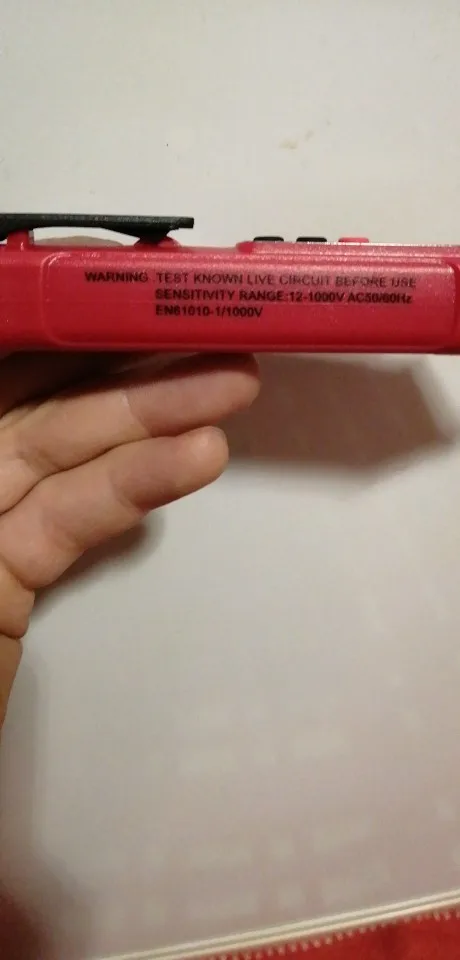 WARNING TEST KNOWN LIVE CIRCUIT BEFORE USE
SENSITIVITY RANGE:12-1000V AC50/60Hz
EN61010-1/1000V